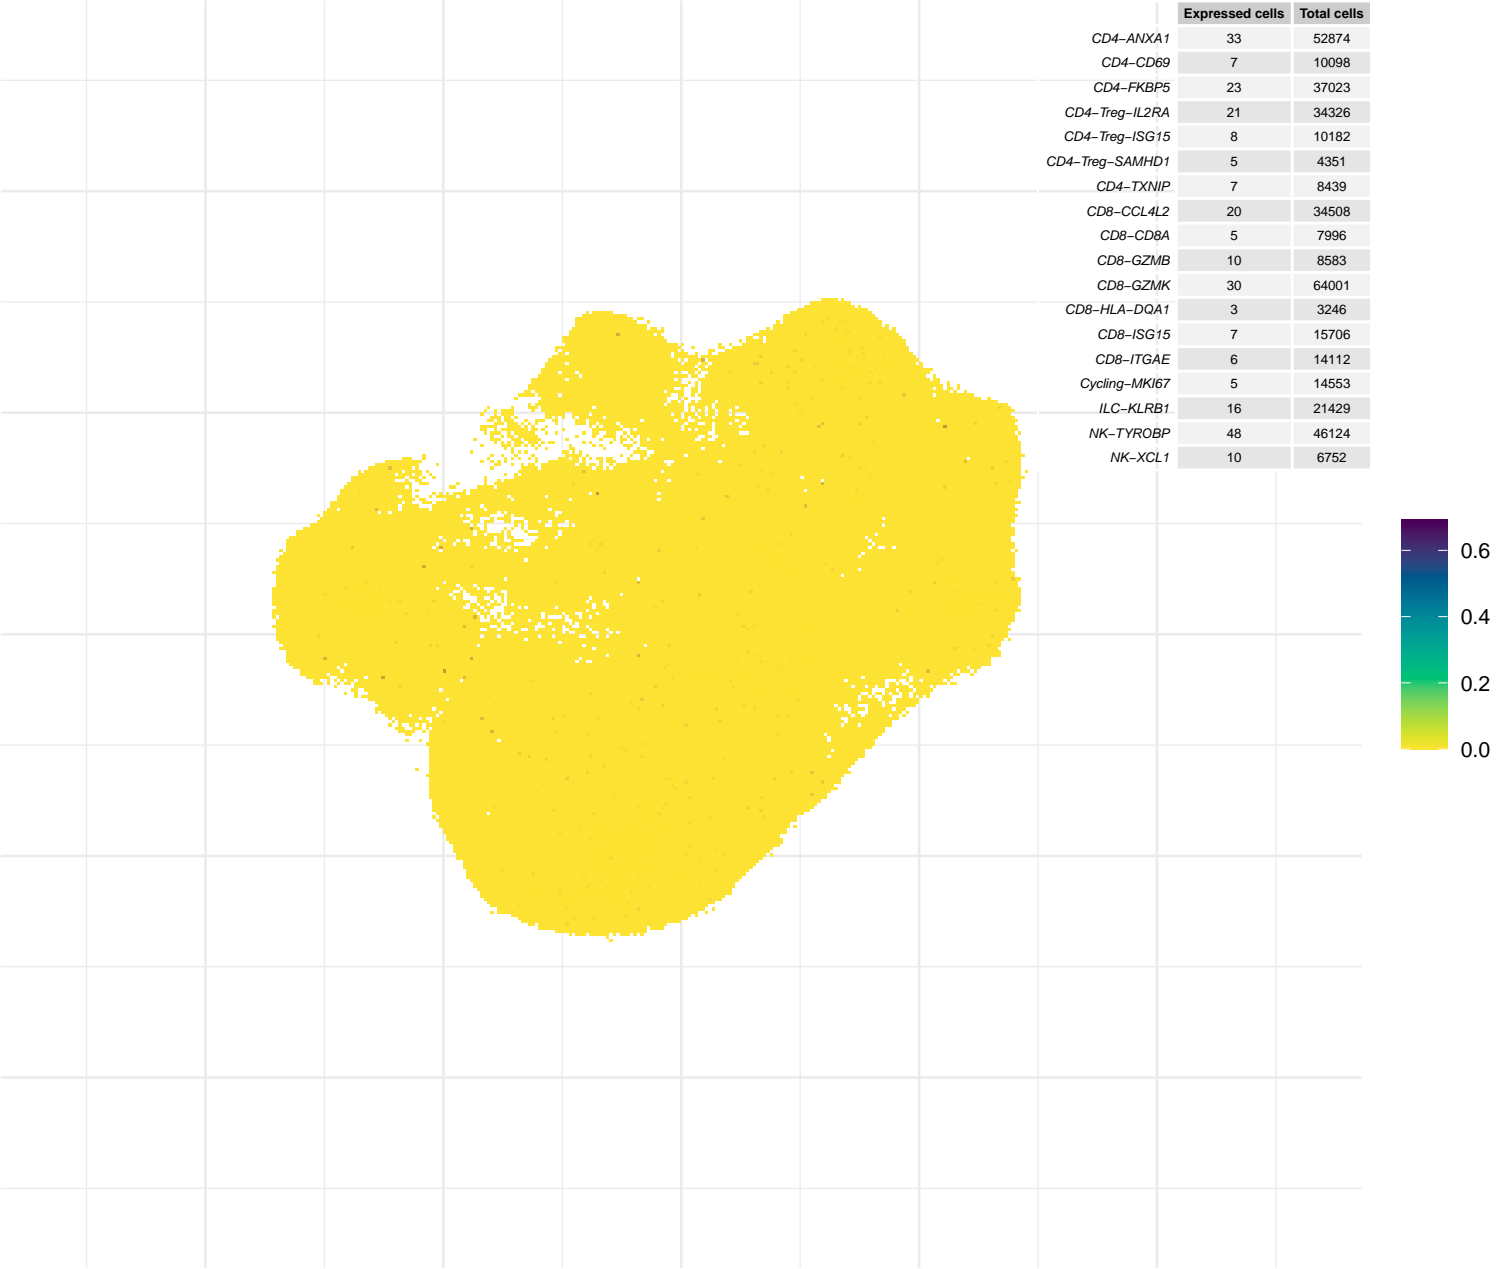 Expressed cells Total cells
CD4−ANXA1 33 52874
CD4−CD69 7 10098
CD4−FKBP5 23 37023
CD4−Treg−IL2RA 21 34326
CD4−Treg−ISG15 8 10182
CD4−Treg−SAMHD1 5 4351
CD4−TXNIP 7 8439
CD8−CCL4L2 20 34508
CD8−CD8A 5 7996
CD8−GZMB 10 8583
CD8−GZMK 30 64001
CD8−HLA−DQA1 3 3246
CD8−ISG15 7 15706
CD8−ITGAE 6 14112
Cycling−MKI67 5 14553
ILC−KLRB1 16 21429
NK−TYROBP 48 46124
NK−XCL1 10 6752
0.6
0.4
0.2
0.0